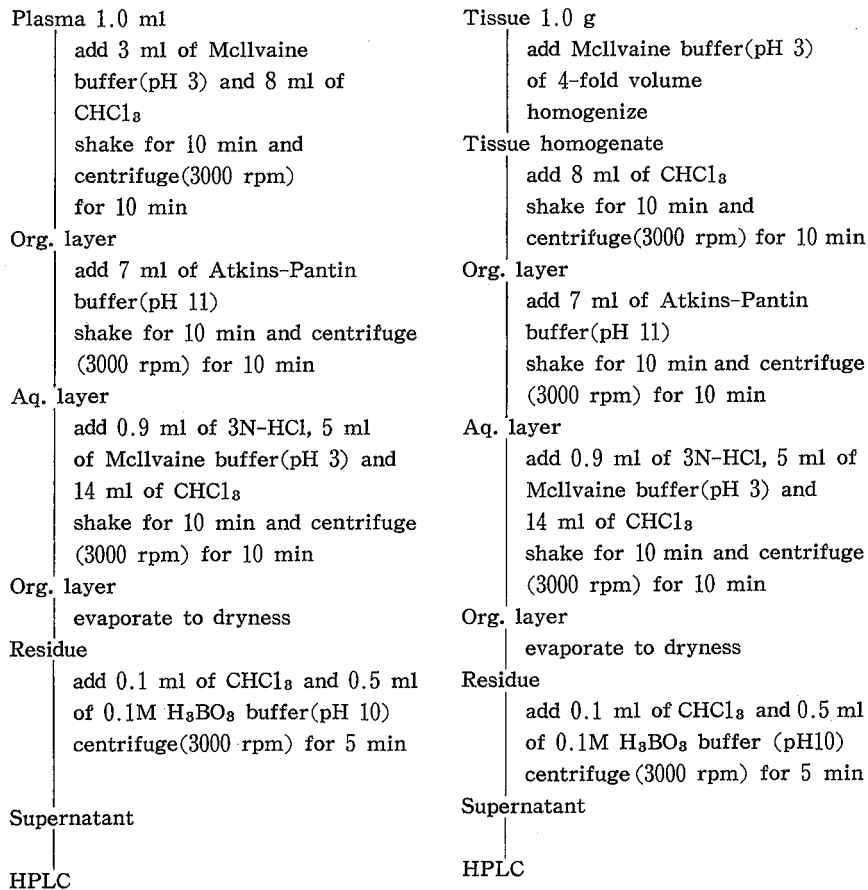 Plasma 1.0 ml
add 3 ml of McIlvaine
buffer(pH 3) and 8 ml of
CHCl₃
shake for 10 min and
centrifuge(3000 rpm)
for 10 min
Org. layer
add 7 ml of Atkins-Pantin
buffer(pH 11)
shake for 10 min and centrifuge
(3000 rpm) for 10 min
Aq. layer
add 0.9 ml of 3N-HCl, 5 ml
of McIlvaine buffer(pH 3) and
14 ml of CHCl₃
shake for 10 min and centrifuge
(3000 rpm) for 10 min
Org. layer
evaporate to dryness
Residue
add 0.1 ml of CHCl₃ and 0.5 ml
of 0.1M H₃BO₃ buffer(pH 10)
centrifuge(3000 rpm) for 5 min
Supernatant
HPLC
Tissue 1.0 g
add McIlvaine buffer(pH 3)
of 4-fold volume
homogenize
Tissue homogenate
add 8 ml of CHCl₃
shake for 10 min and
centrifuge(3000 rpm) for 10 min
Org. layer
add 7 ml of Atkins-Pantin
buffer(pH 11)
shake for 10 min and centrifuge
(3000 rpm) for 10 min
Aq. layer
add 0.9 ml of 3N-HCl, 5 ml of
McIlvaine buffer(pH 3) and
14 ml of CHCl₃
shake for 10 min and centrifuge
(3000 rpm) for 10 min
Org. layer
evaporate to dryness
Residue
add 0.1 ml of CHCl₃ and 0.5 ml
of 0.1M H₃BO₃ buffer (pH10)
centrifuge (3000 rpm) for 5 min
Supernatant
HPLC